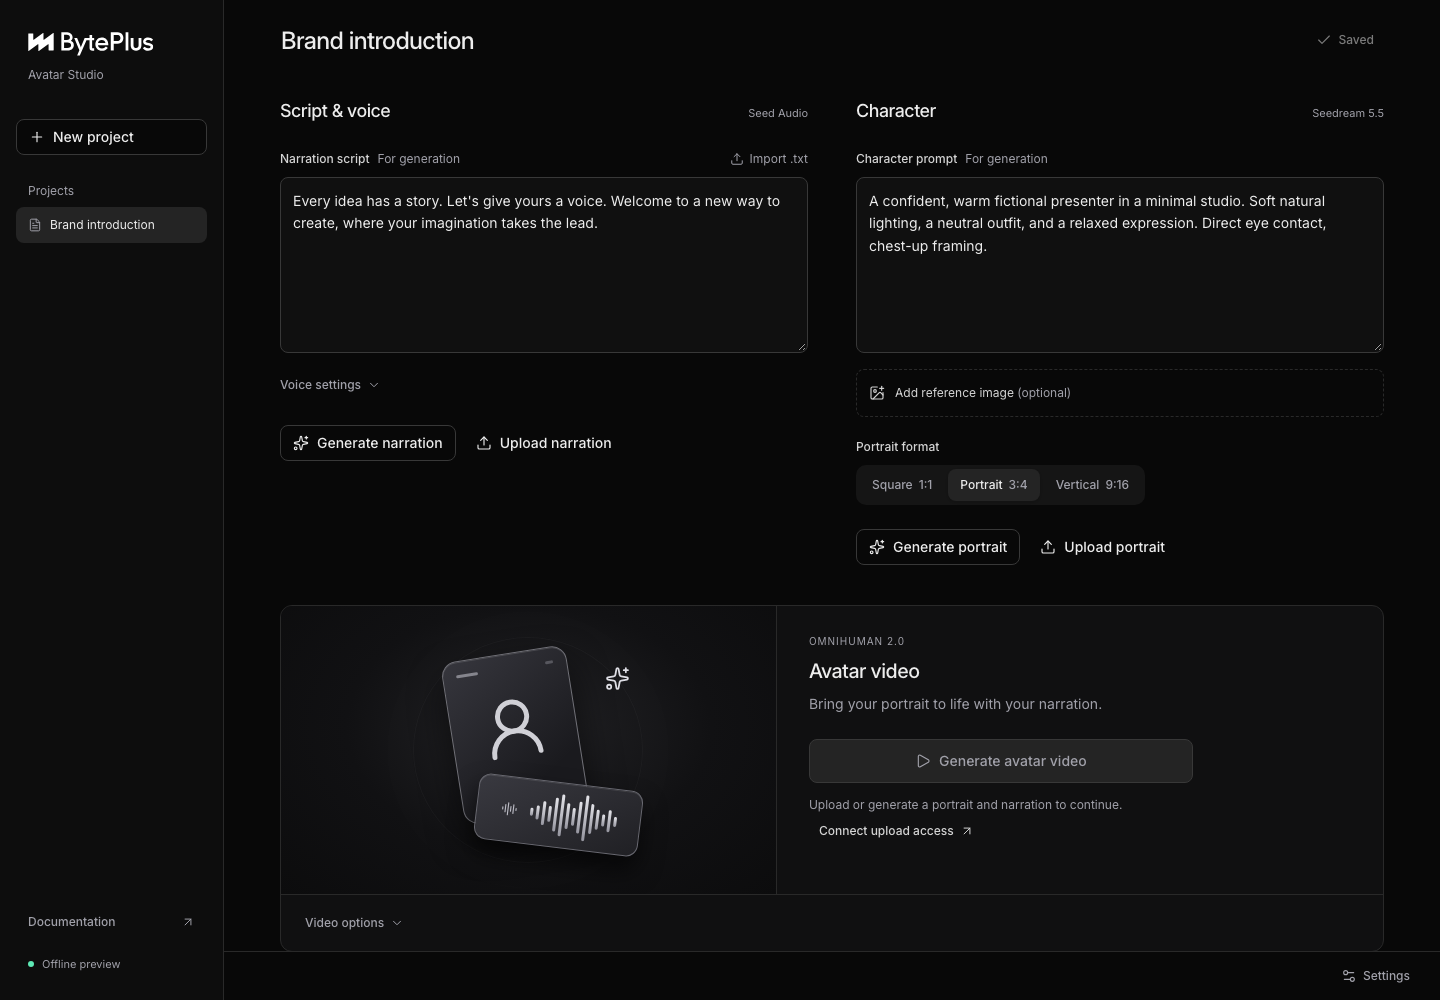 BytePlus
Avatar Studio
New project
Projects
Brand introduction
Documentation
Offline preview
Brand introduction
Saved
Script & voice
Seed Audio
Narration script For generation
Import .txt
Every idea has a story. Let's give yours a voice. Welcome to a new way to
create, where your imagination takes the lead.
Voice settings
Generate narration
Upload narration
Character
Seedream 5.5
Character prompt For generation
A confident, warm fictional presenter in a minimal studio. Soft natural
lighting, a neutral outfit, and a relaxed expression. Direct eye contact,
chest-up framing.
Add reference image (optional)
Portrait format
Square 1:1
Portrait 3:4
Vertical 9:16
Generate portrait
Upload portrait
OMNIHUMAN 2.0
Avatar video
Bring your portrait to life with your narration.
Generate avatar video
Upload or generate a portrait and narration to continue.
Connect upload access
Video options
Settings